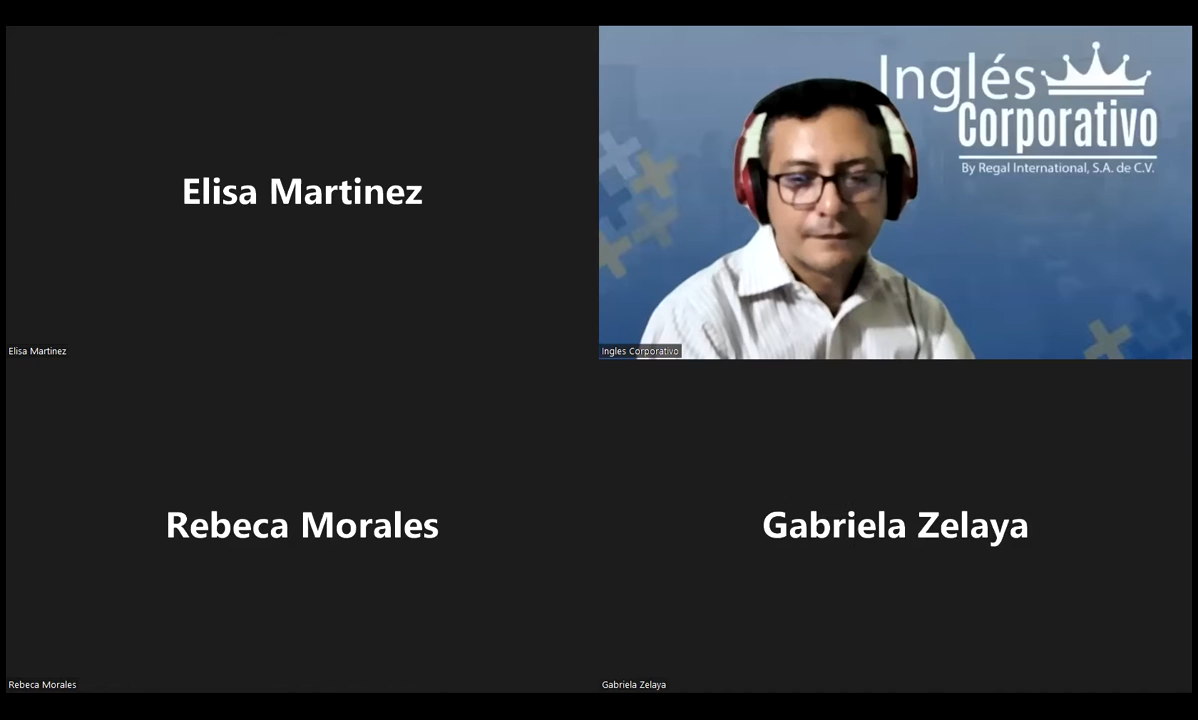 Elisa Martinez
Elisa Martinez
Inglés
Corporativo
By Regal International, S.A. de C.V.
Ingles Corporativo
Rebeca Morales
Rebeca Morales
Gabriela Zelaya
Gabriela Zelaya